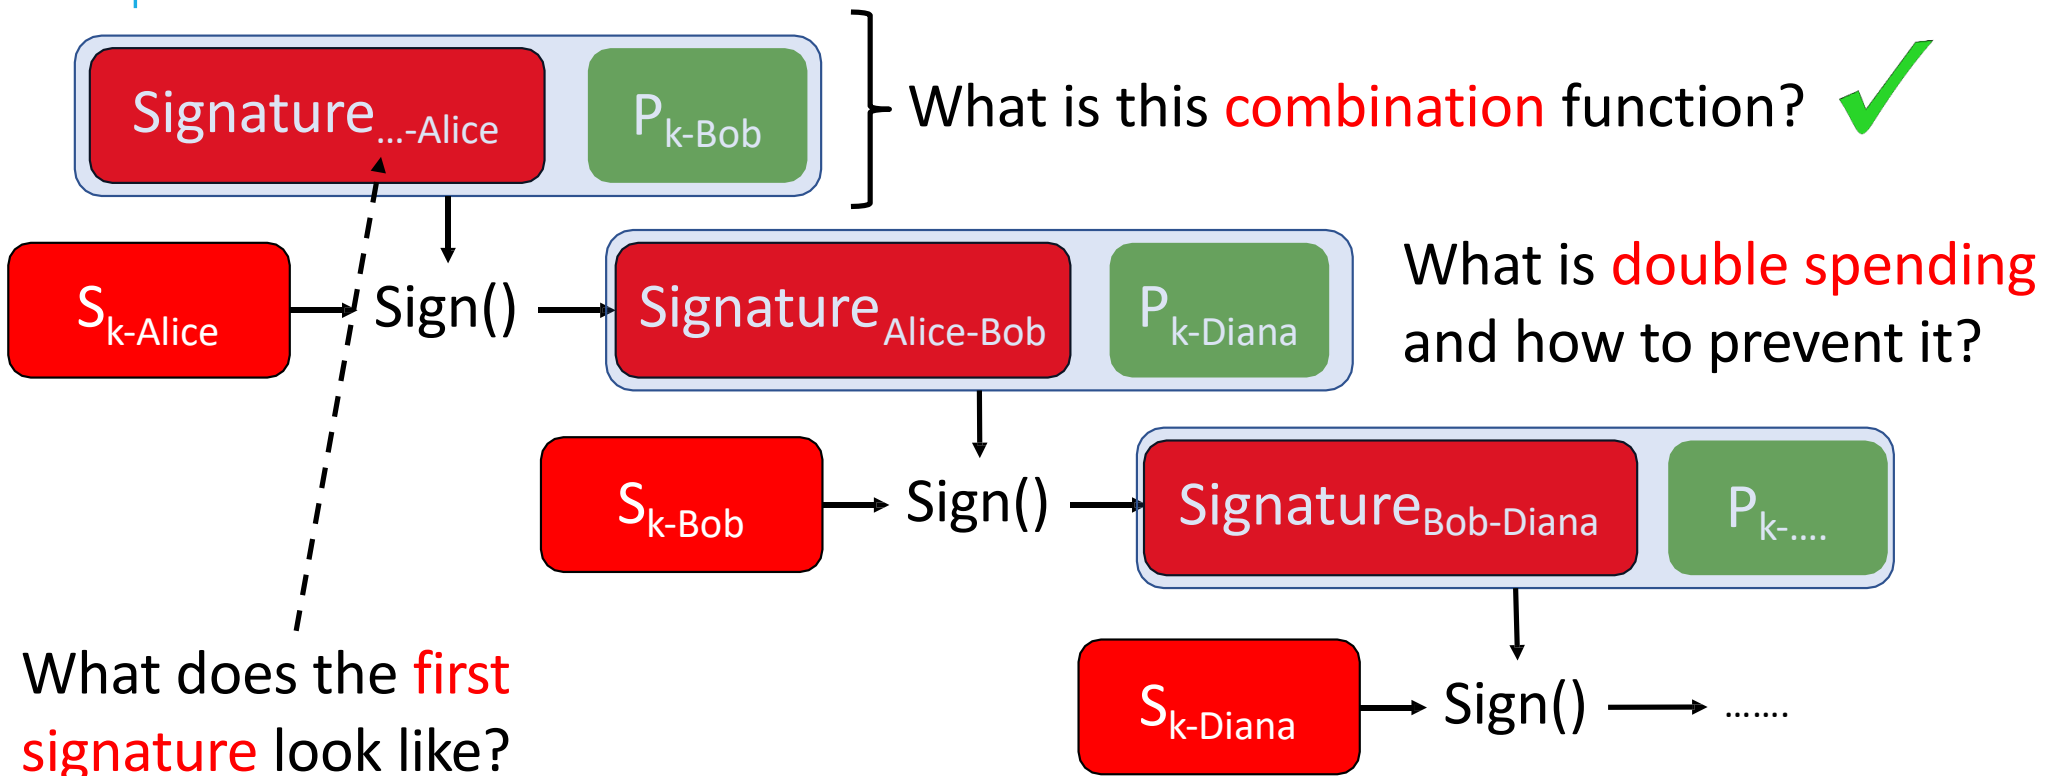 Signature…-Alice Pk-Bob
What is this combination function?
Sk-Alice Sign() SignatureAlice-Bob Pk-Diana
What is double spending
and how to prevent it?
Sk-Bob Sign() SignatureBob-Diana Pk-….
What does the first
signature look like?
Sk-Diana Sign() …….